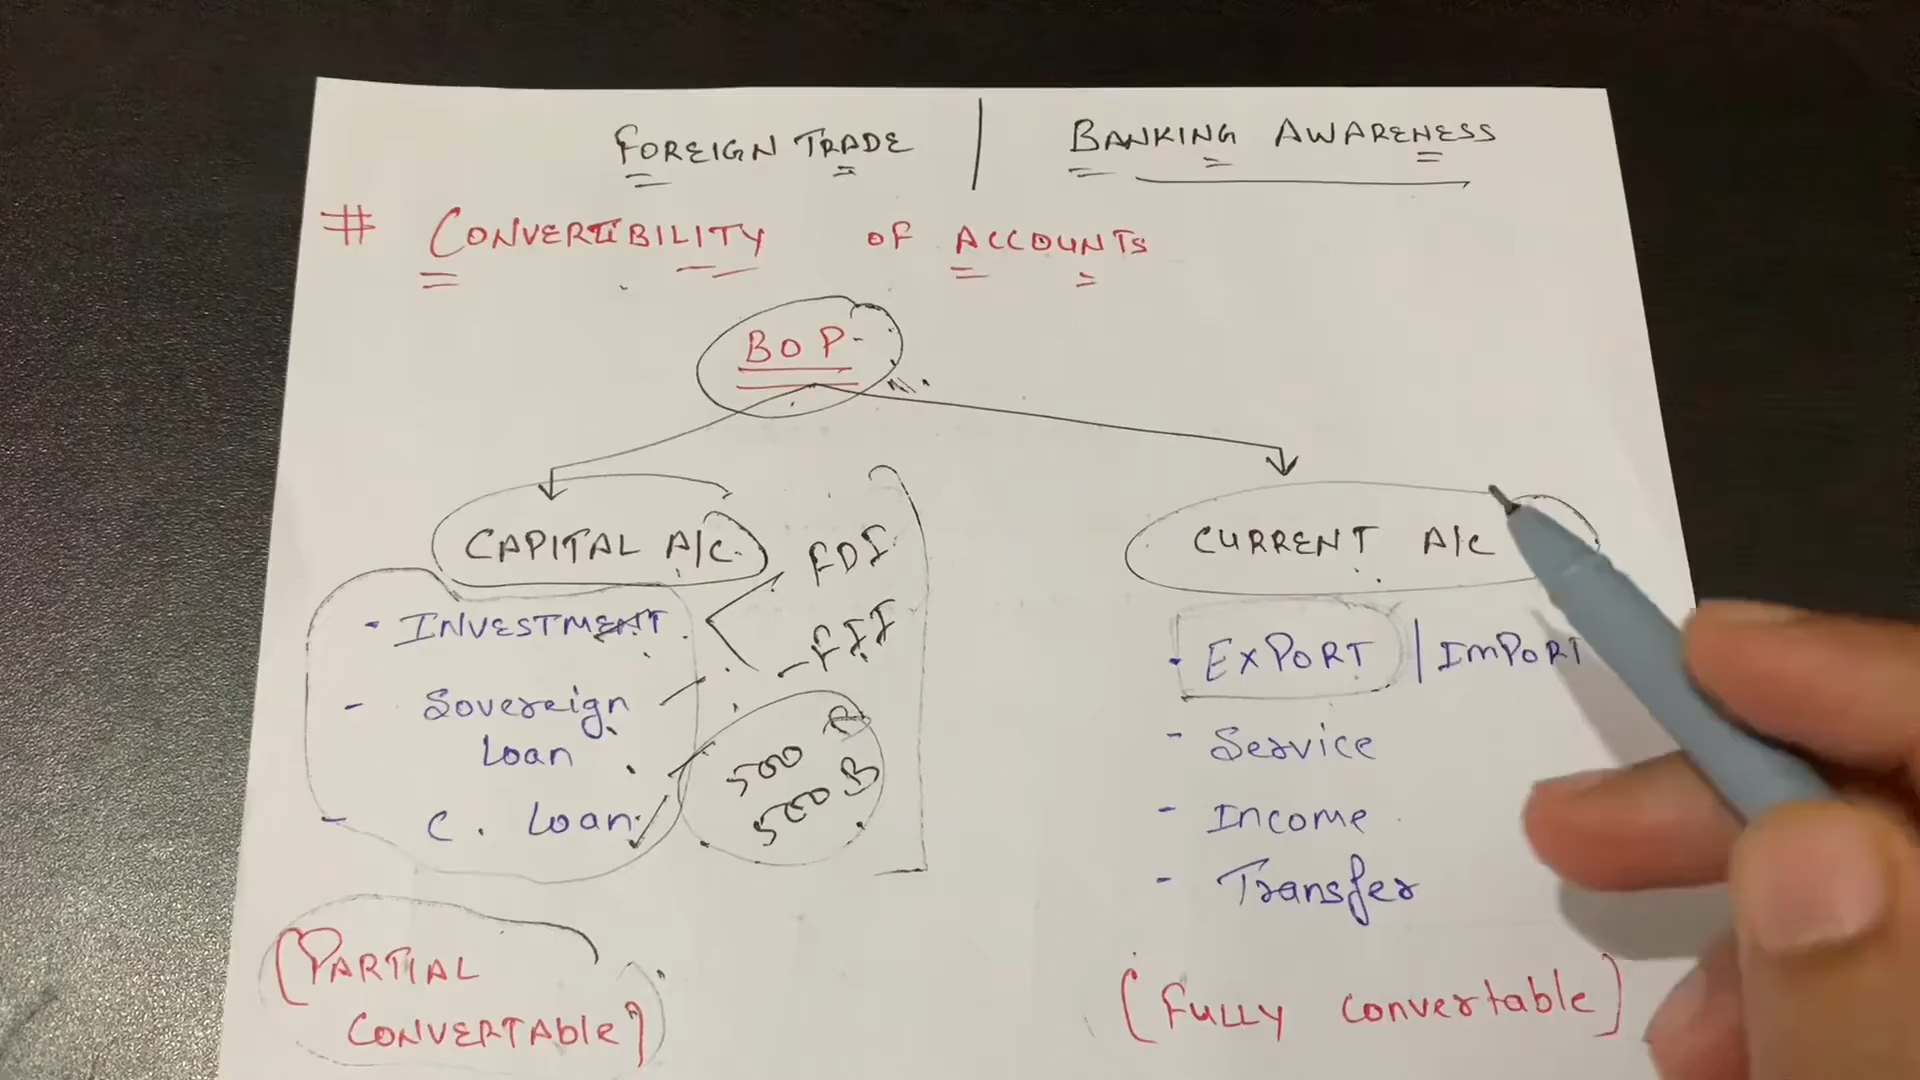 FOREIGN TRADE | BANKING AWARENESS
# CONVERTIBILITY OF ACCOUNTS
BOP
CAPITAL A/C
- INVESTMENT
FDI
- FII
- Sovereign
Loan
- C. Loan
500
500 B
(PARTIAL
CONVERTABLE)
CURRENT A/C
- EXPORT | IMPORT
- Service
- Income
- Transfer
(FULLY convertable)